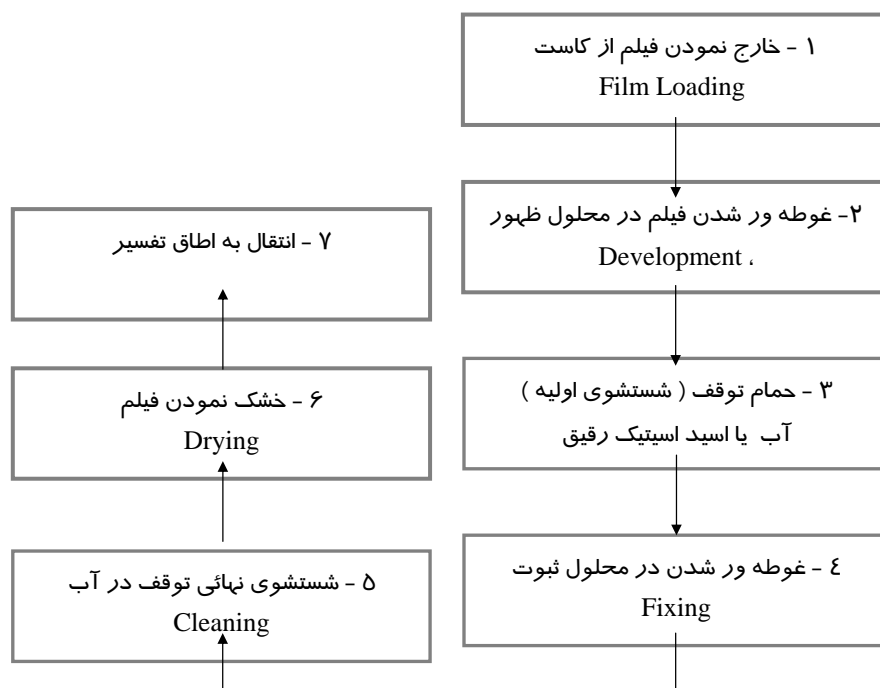 ۱ - خارج نمودن فیلم از کاست
Film Loading
۲- غوطه ور شدن فیلم در محلول ظهور
Development ،
۳ - حمام توقف ( شستشوی اولیه )
آب یا اسید اسیتیک رقیق
٤ - غوطه ور شدن در محلول ثبوت
Fixing
۵ - شستشوی نهائی توقف در آب
Cleaning
۶ - خشک نمودن فیلم
Drying
۷ - انتقال به اطاق تفسیر